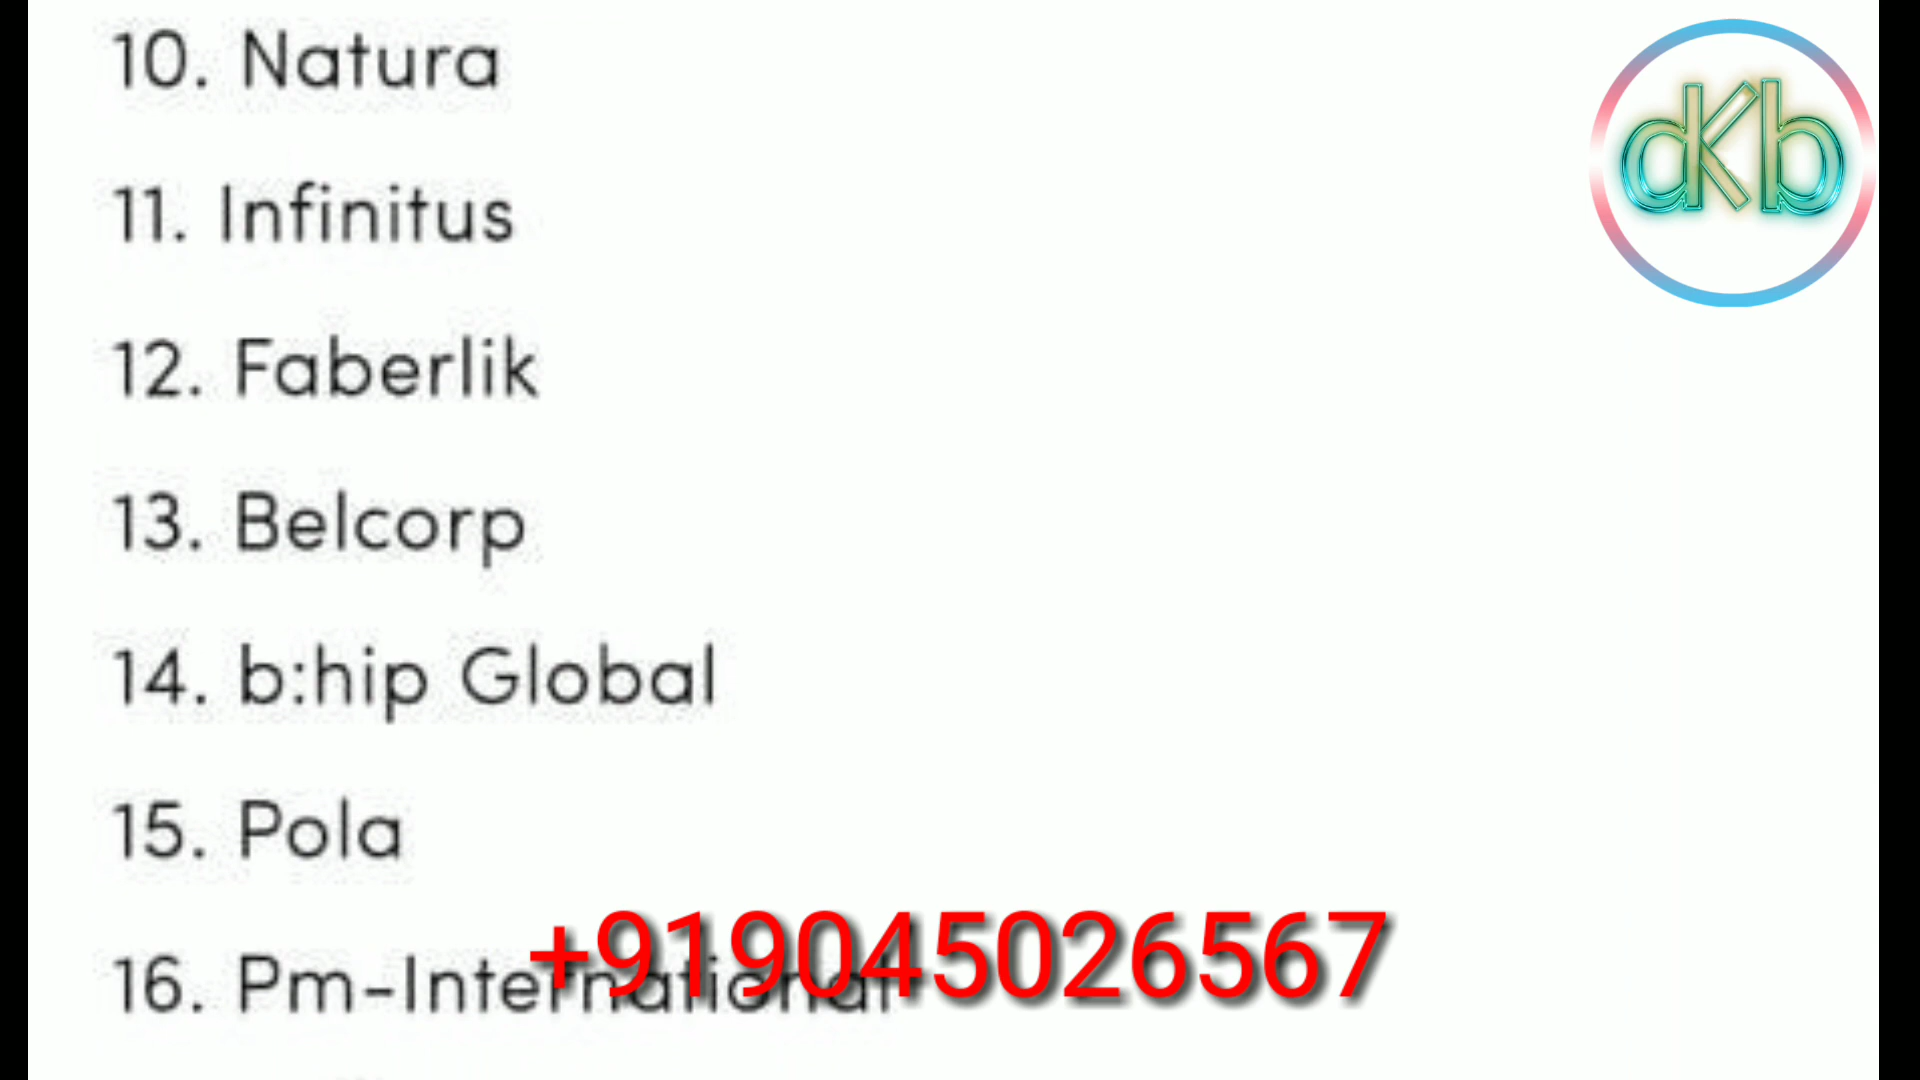 10. Natura
dKb
11. Infinitus
12. Faberlik
13. Belcorp
14. b:hip Global
15. Pola
+919045026567
16. Pm-International